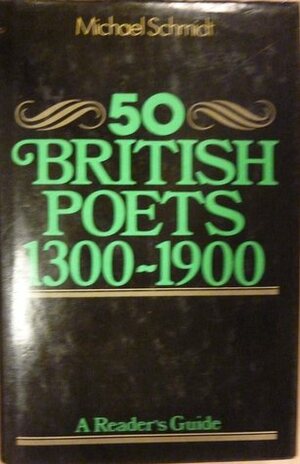 Michael Schmidt
50
BRITISH
POETS
1300~1900
A Reader's Guide